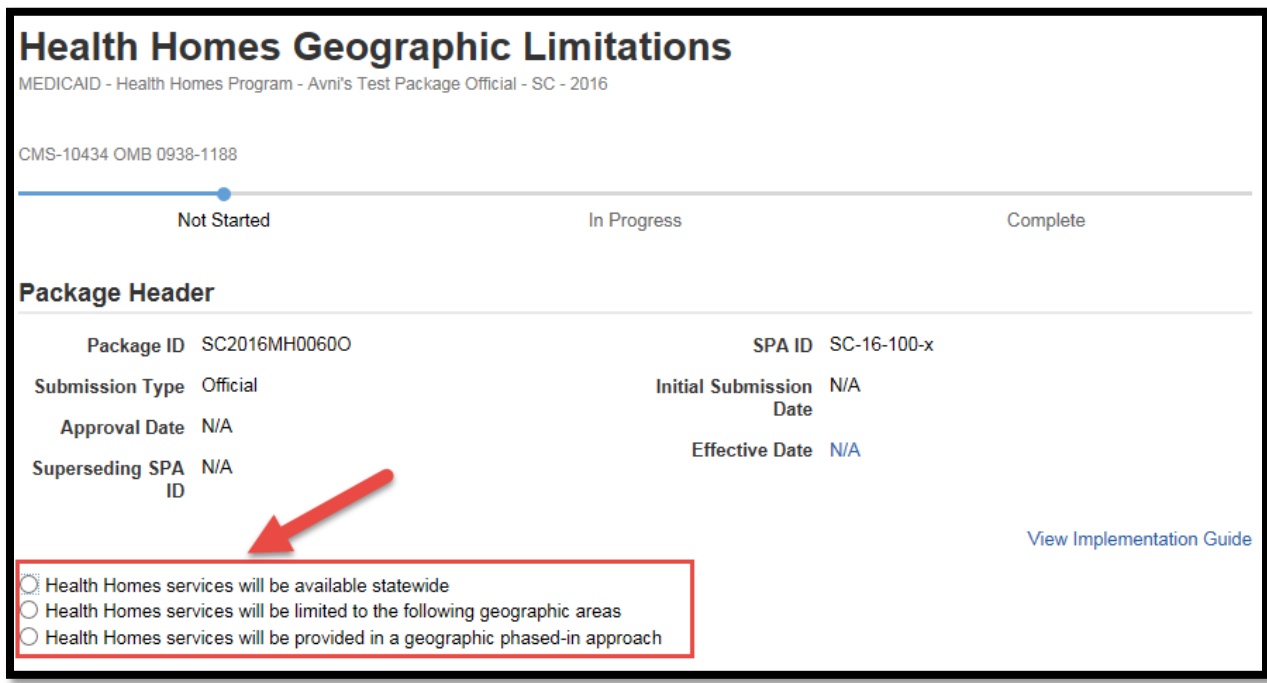 Health Homes Geographic Limitations
MEDICAID - Health Homes Program - Avni's Test Package Official - SC - 2016
CMS-10434 OMB 0938-1188
Not Started
In Progress
Complete
Package Header
Package ID SC2016MH0060O
SPA ID SC-16-100-x
Submission Type Official
Initial Submission Date N/A
Approval Date N/A
Effective Date N/A
Superseding SPA ID N/A
View Implementation Guide
Health Homes services will be available statewide
Health Homes services will be limited to the following geographic areas
Health Homes services will be provided in a geographic phased-in approach